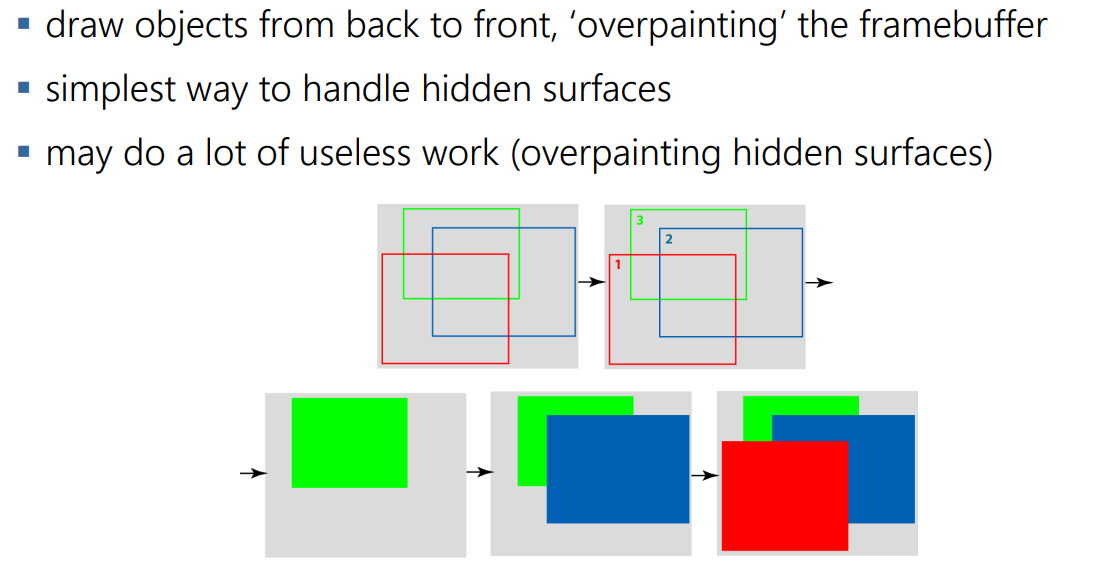 ▪ draw objects from back to front, ‘overpainting’ the framebuffer
▪ simplest way to handle hidden surfaces
▪ may do a lot of useless work (overpainting hidden surfaces)
3
2
1